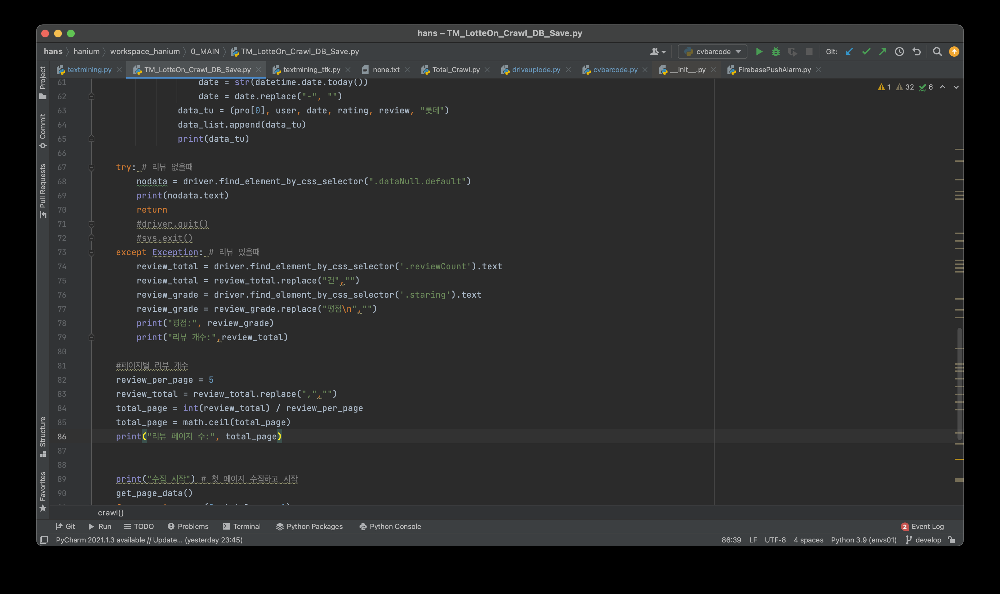 hans – TM_LotteOn_Crawl_DB_Save.py
hans hanium workspace_hanium 0_MAIN TM_LotteOn_Crawl_DB_Save.py cvbarcode Git:
textmining.py TM_LotteOn_Crawl_DB_Save.py textmining_ttk.py none.txt Total_Crawl.py driveuplode.py cvbarcode.py __init__.py FirebasePushAlarm.py
1 32 6
Project
Commit
Pull Requests
Structure
Favorites
61 date = str(datetime.date.today())
62 date = date.replace("-", "")
63 data_tu = (pro[0], user, date, rating, review, "롯데")
64 data_list.append(data_tu)
65 print(data_tu)
66
67 try: # 리뷰 없을때
68 nodata = driver.find_element_by_css_selector(".dataNull.default")
69 print(nodata.text)
70 return
71 #driver.quit()
72 #sys.exit()
73 except Exception: # 리뷰 있을때
74 review_total = driver.find_element_by_css_selector('.reviewCount').text
75 review_total = review_total.replace("건","")
76 review_grade = driver.find_element_by_css_selector('.staring').text
77 review_grade = review_grade.replace("평점\n","")
78 print("평점:", review_grade)
79 print("리뷰 개수:",review_total)
80
81 #페이지별 리뷰 개수
82 review_per_page = 5
83 review_total = review_total.replace(",","")
84 total_page = int(review_total) / review_per_page
85 total_page = math.ceil(total_page)
86 print("리뷰 페이지 수:", total_page)
87
88
89 print("수집 시작") # 첫 페이지 수집하고 시작
90 get_page_data()
crawl()
Git Run TODO Problems Terminal Python Packages Python Console 2 Event Log
PyCharm 2021.1.3 available // Update... (yesterday 23:45) 86:39 LF UTF-8 4 spaces Python 3.9 (envs01) develop